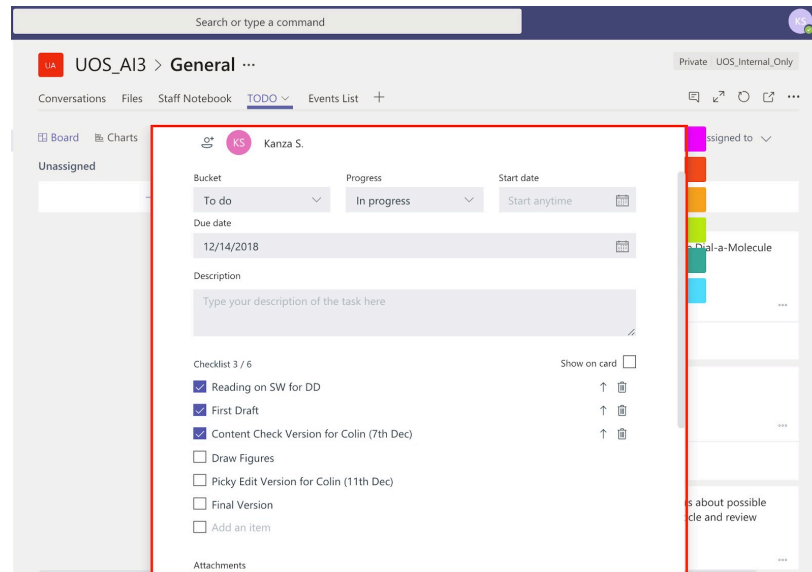 Search or type a command
KS
UA UOS_AI3 > General ...
Private UOS_Internal_Only
Conversations Files Staff Notebook TODO Events List +
Board Charts
ssigned to
Unassigned
KS Kanza S.
Bucket Progress Start date
To do In progress Start anytime
Due date
12/14/2018
Dial-a-Molecule
Description
Type your description of the task here
Checklist 3 / 6 Show on card
Reading on SW for DD
First Draft
Content Check Version for Colin (7th Dec)
Draw Figures
Picky Edit Version for Colin (11th Dec)
Final Version
s about possible
cle and review
Add an item
Attachments